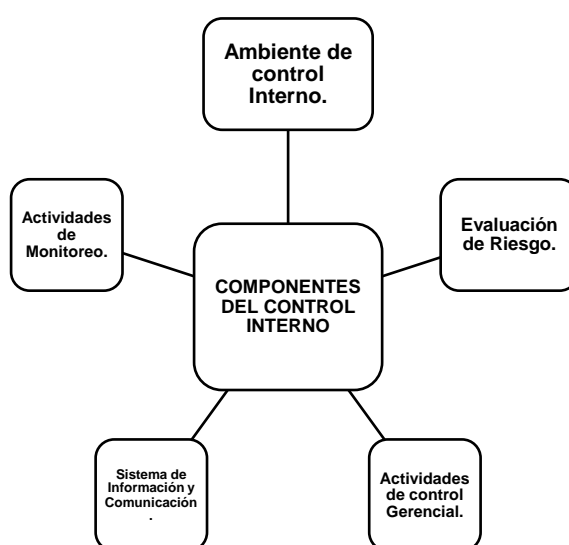 Ambiente de
control
Interno.
Actividades
de
Monitoreo.
Evaluación
de Riesgo.
COMPONENTES
DEL CONTROL
INTERNO
Sistema de
Información y
Comunicación
.
Actividades
de control
Gerencial.